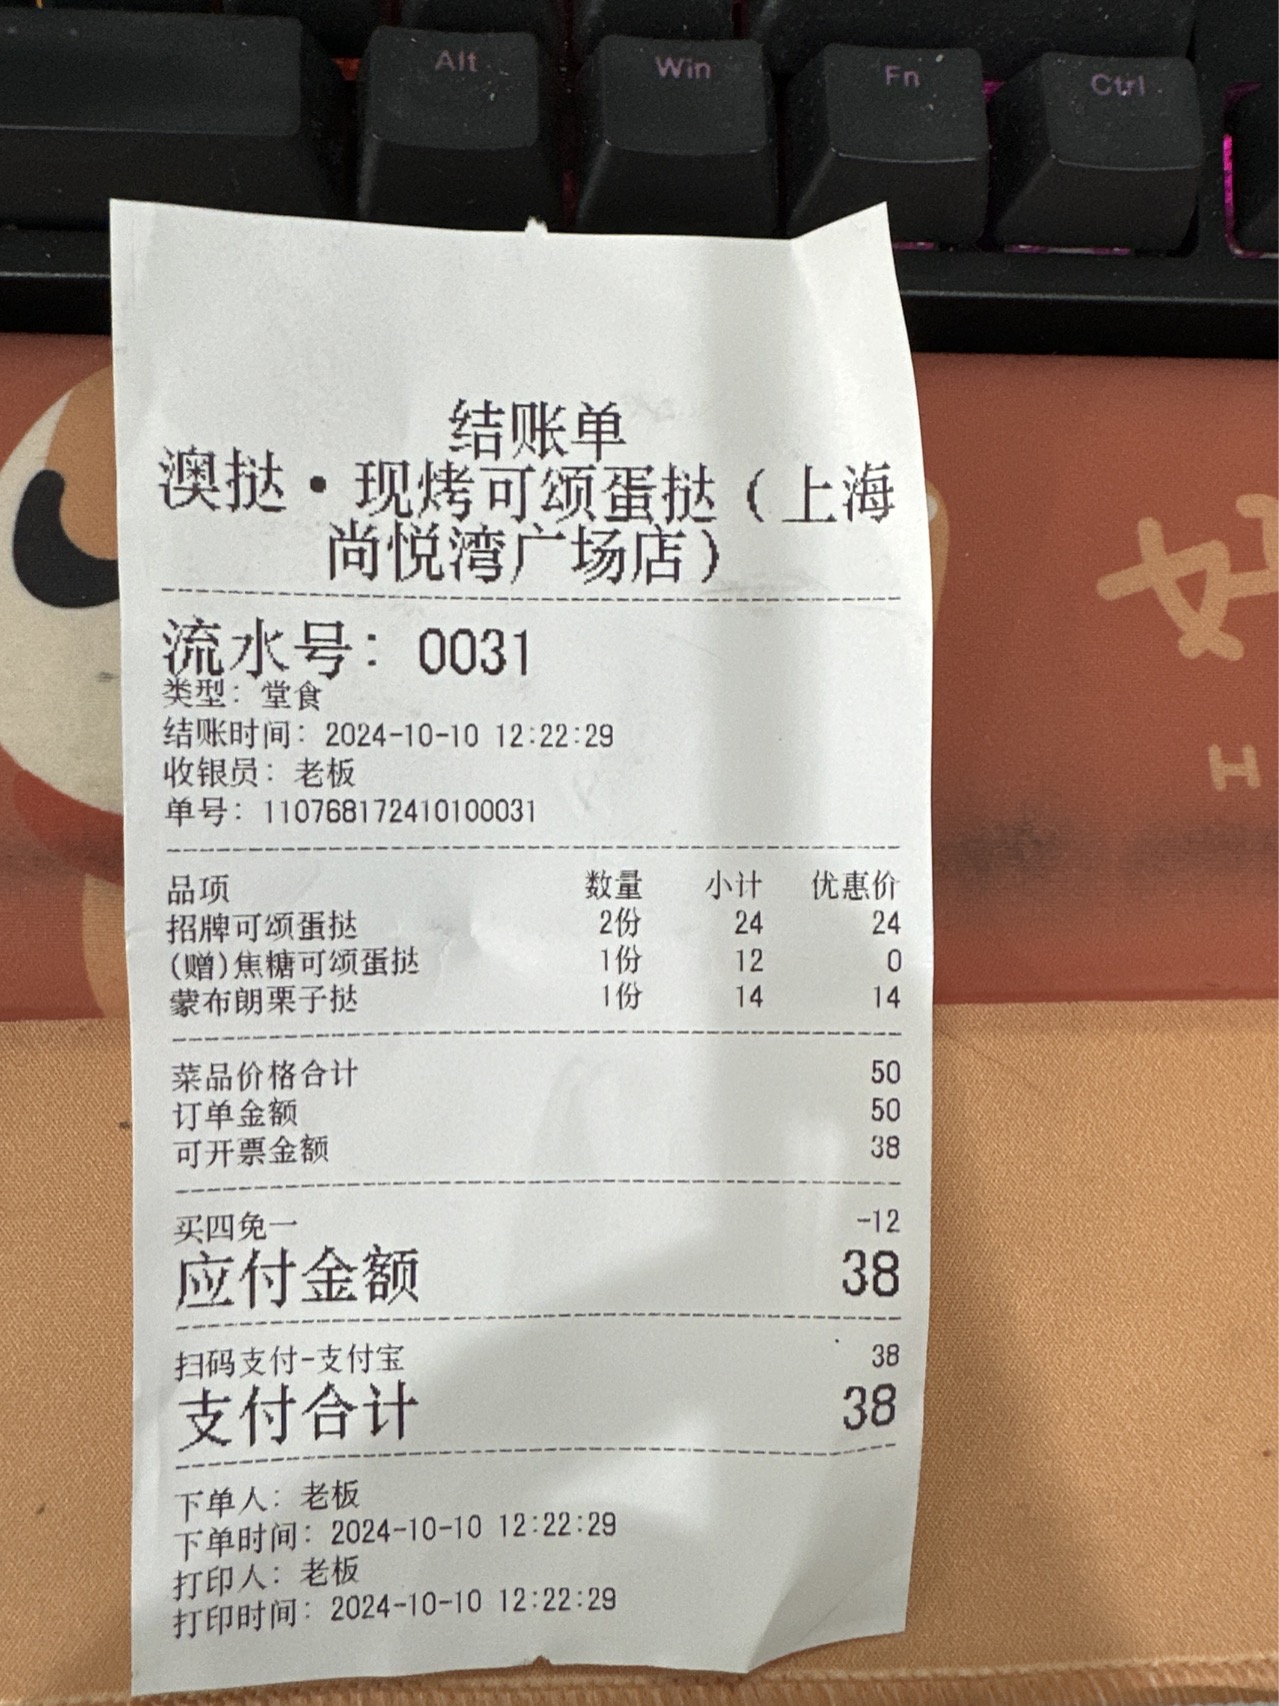 Alt Win Fn Ctrl
结账单
澳挞·现烤可颂蛋挞（上海
尚悦湾广场店）
流水号：0031
类型：堂食
结账时间：2024-10-10 12:22:29
收银员：老板
单号：110768172410100031
品项 数量 小计 优惠价
招牌可颂蛋挞 2份 24 24
(赠)焦糖可颂蛋挞 1份 12 0
蒙布朗栗子挞 1份 14 14
菜品价格合计 50
订单金额 50
可开票金额 38
买四免一 -12
应付金额 38
扫码支付-支付宝 38
支付合计 38
下单人：老板
下单时间：2024-10-10 12:22:29
打印人：老板
打印时间：2024-10-10 12:22:29
H